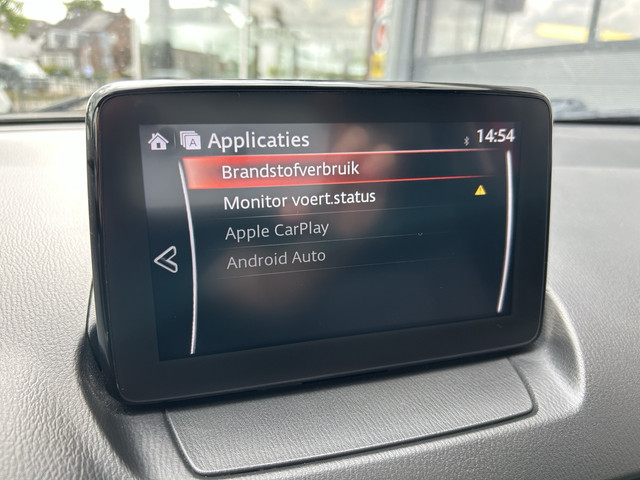 A Applicaties
14:54
Brandstofverbruik
Monitor voert.status
Apple CarPlay
Android Auto